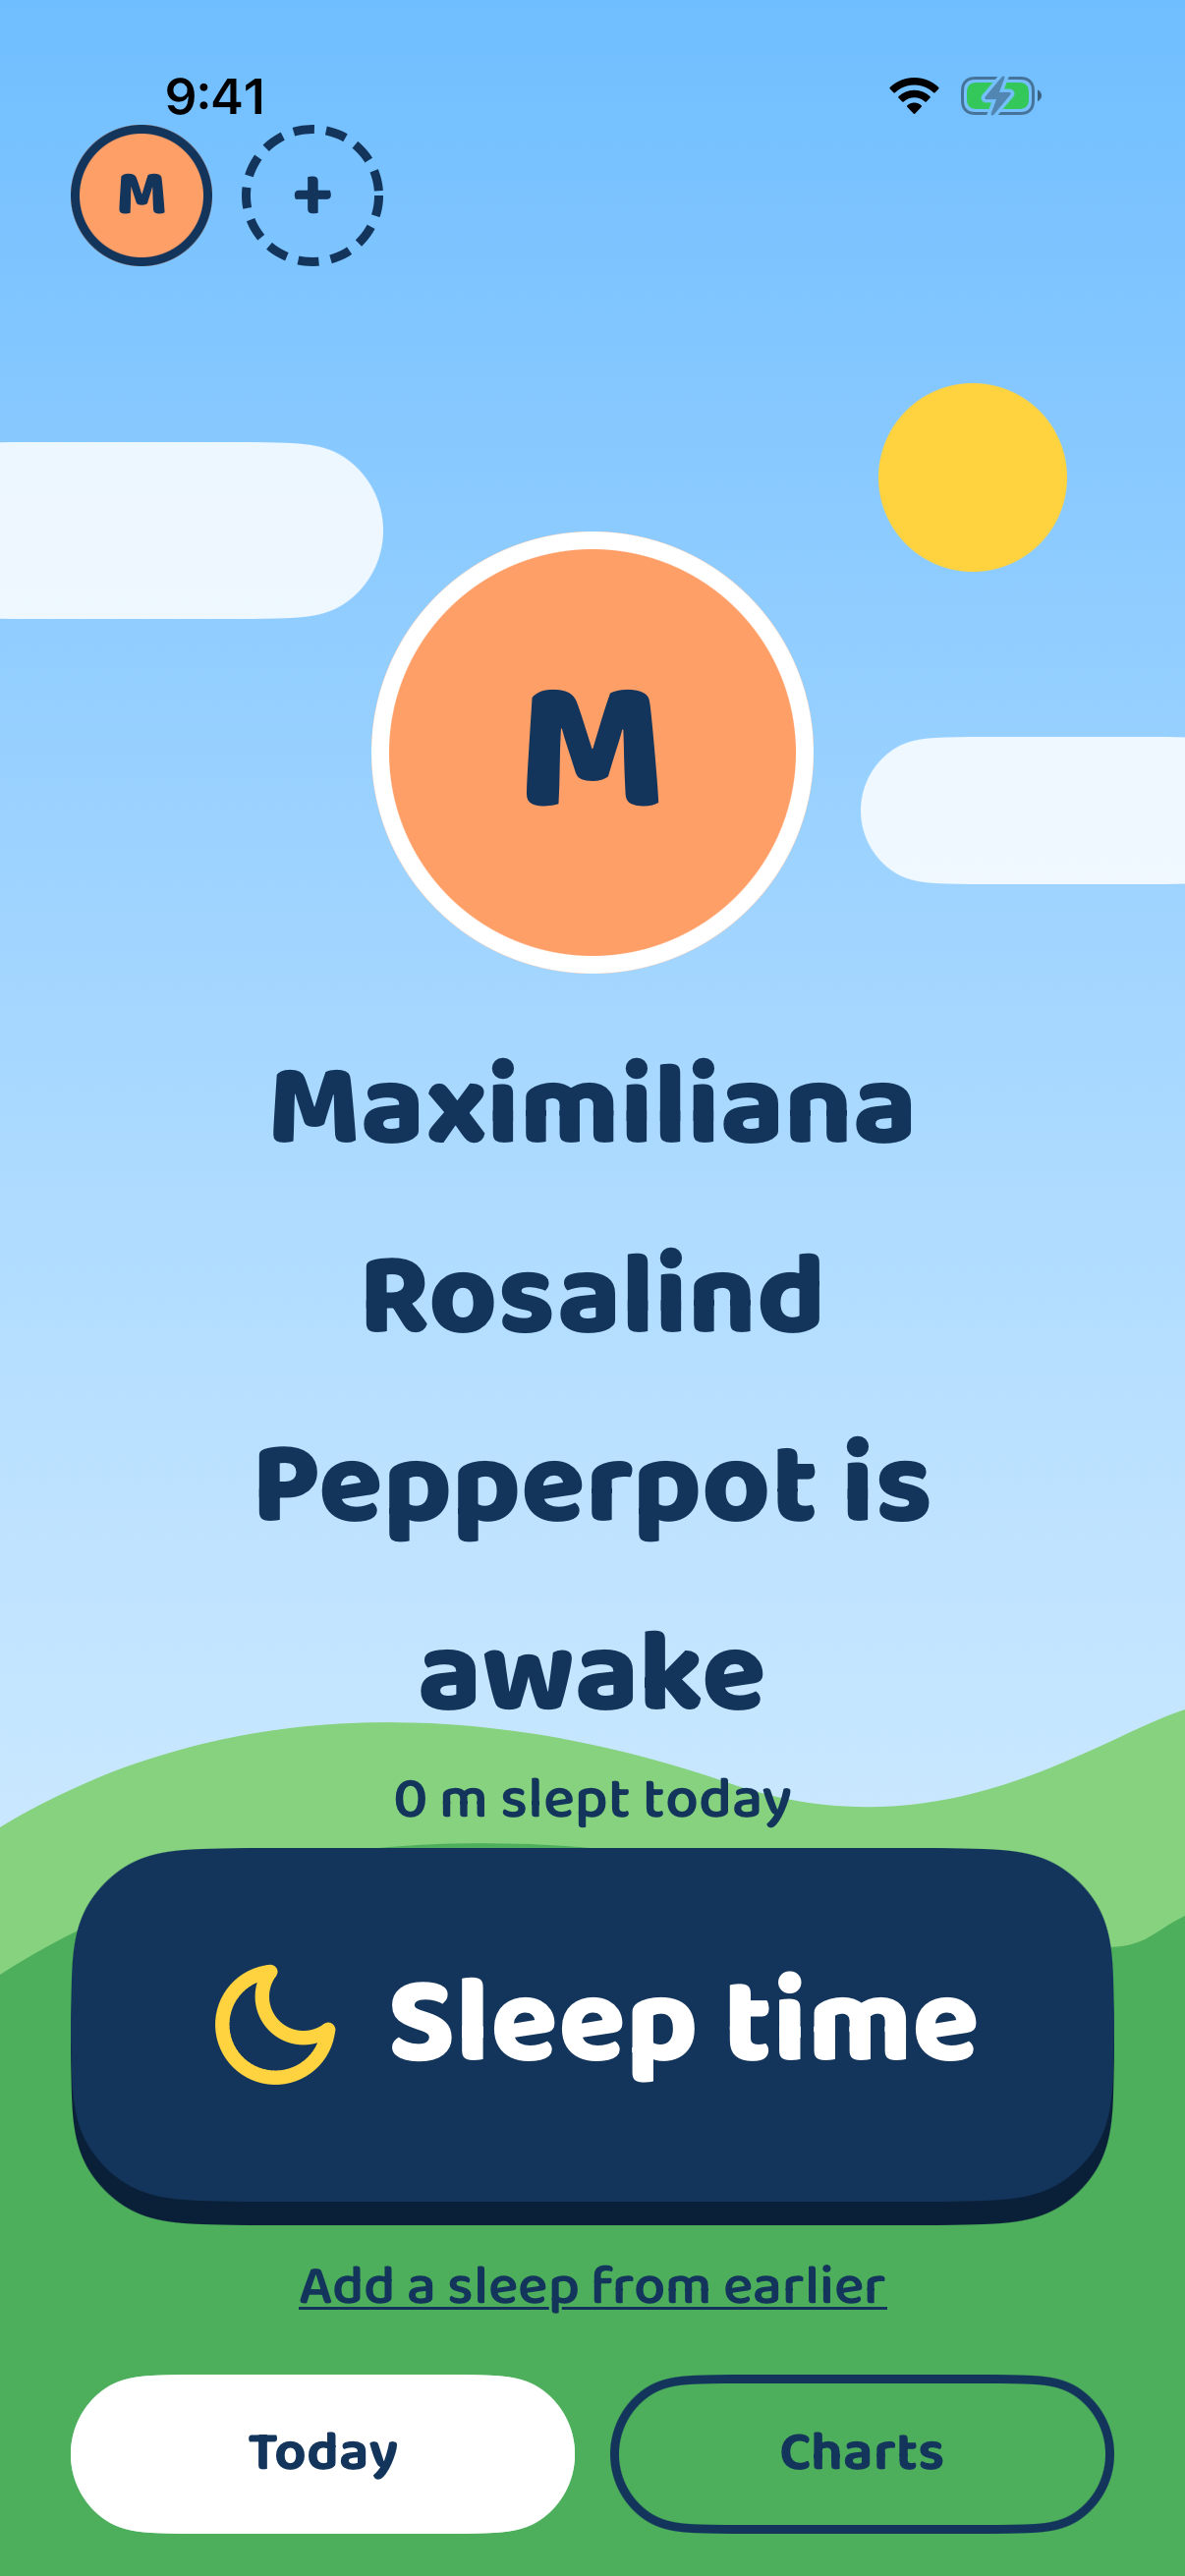 9:41
M
+
M
Maximiliana
Rosalind
Pepperpot is
awake
0 m slept today
Sleep time
Add a sleep from earlier
Today
Charts